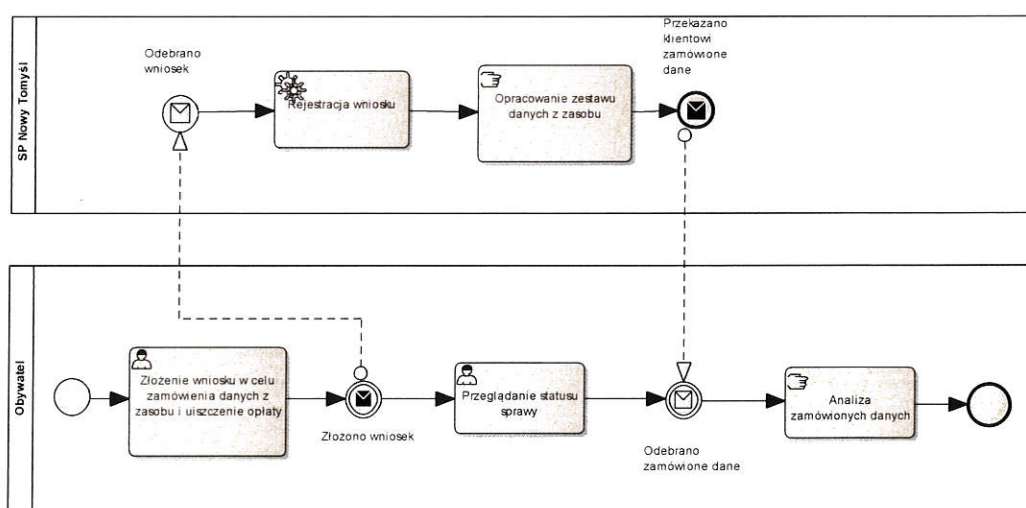 SP Nowy Tomyśl
Odebrano
wniosek
Rejestracja wniosku
Opracowanie zestawu
danych z zasobu
Przekazano
klientowi
zamówione
dane
Obywatel
Złożenie wniosku w celu
zamówienia danych z
zasobu i uiszczenie opłaty
Złożono wniosek
Przeglądanie statusu
sprawy
Odebrano
zamówione dane
Analiza
zamówionych danych